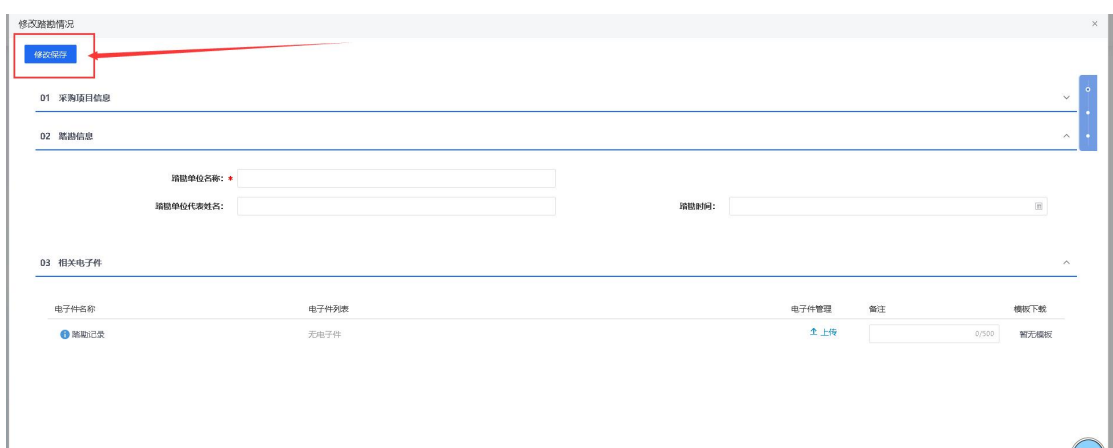 修改踏勘情况
修改保存
01 采购项目信息
02 踏勘信息
踏勘单位名称：*
踏勘单位代表姓名： 踏勘时间：
03 相关电子件
电子件名称 电子件列表 电子件管理 备注 模板下载
踏勘记录 无电子件 上传 0/500 暂无模板